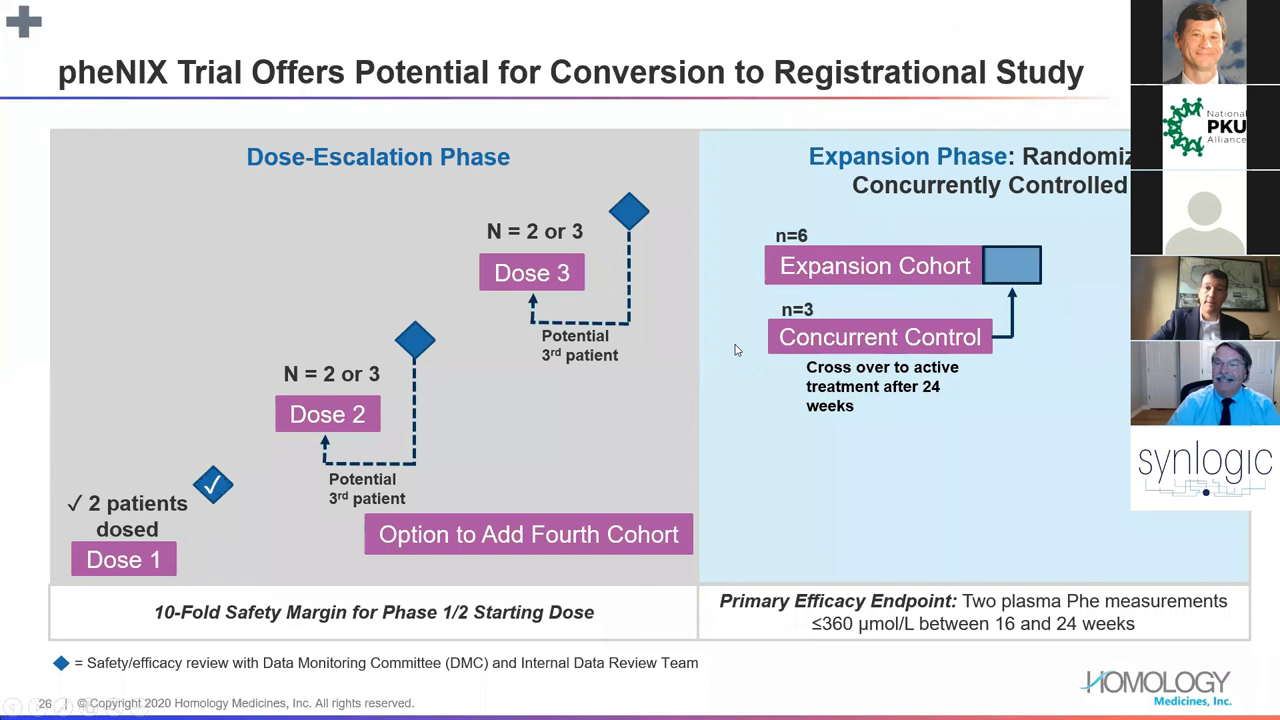 pheNIX Trial Offers Potential for Conversion to Registrational Study
Dose-Escalation Phase
N = 2 or 3
Dose 3
Potential
3rd patient
N = 2 or 3
Dose 2
Potential
3rd patient
✓ 2 patients
dosed
Dose 1
Option to Add Fourth Cohort
10-Fold Safety Margin for Phase 1/2 Starting Dose
Expansion Phase: Randomiz
Concurrently Controlled
n=6
Expansion Cohort
n=3
Concurrent Control
Cross over to active
treatment after 24
weeks
Primary Efficacy Endpoint: Two plasma Phe measurements
≤360 μmol/L between 16 and 24 weeks
= Safety/efficacy review with Data Monitoring Committee (DMC) and Internal Data Review Team
26 | © Copyright 2020 Homology Medicines, Inc. All rights reserved.
HOMOLOGY
Medicines, Inc.
National
PKU
Alliance
synlogic